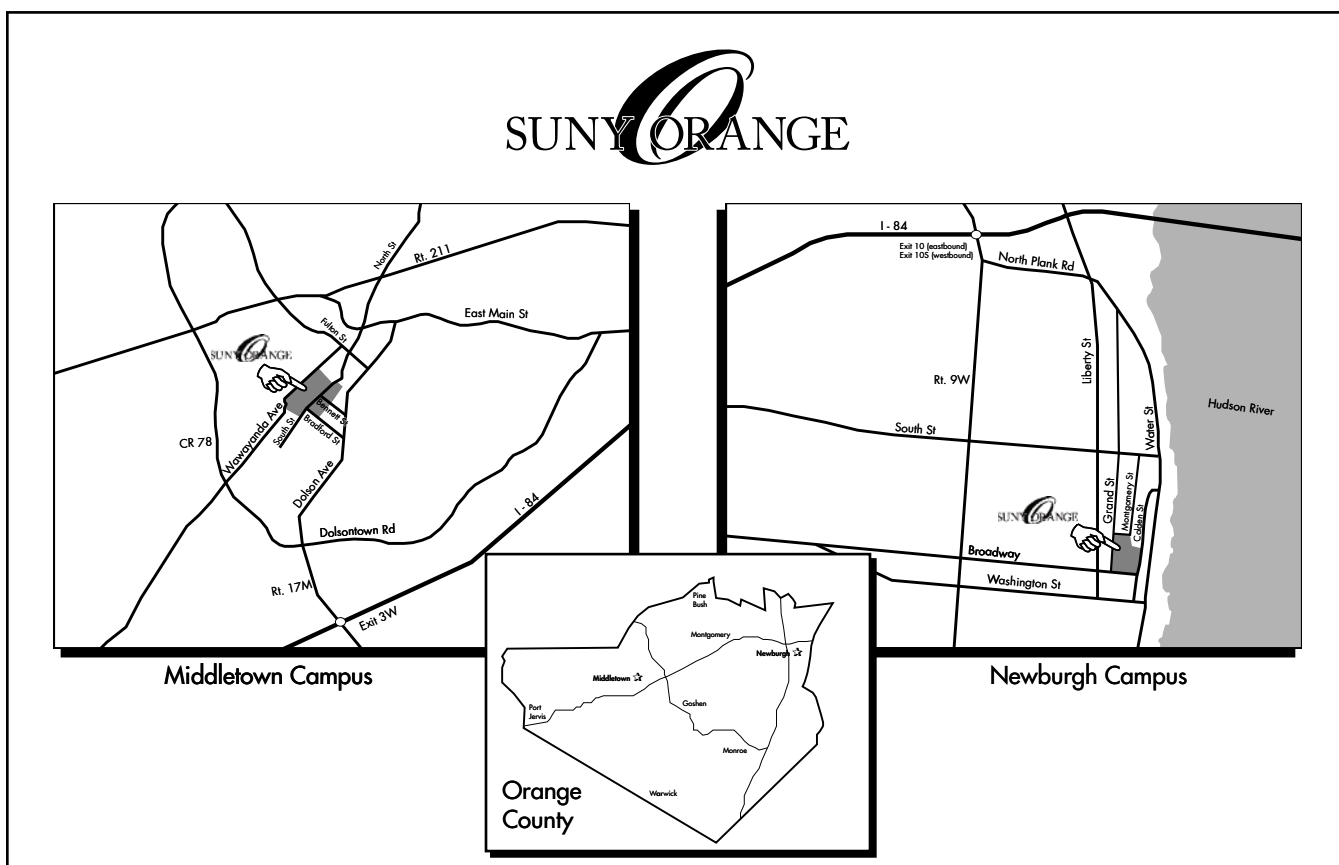 SUNY ORANGE
North St
Rt. 211
East Main St
Fulton St
SUNY ORANGE
Bennett St
Bradford St
South St
Wawayanda Ave
CR 78
Dolson Ave
I - 84
Dolsontown Rd
Rt. 17M
Exit 3W
Middletown Campus
I - 84
Exit 10 (eastbound)
Exit 10S (westbound)
North Plank Rd
Liberty St
Rt. 9W
Hudson River
Water St
South St
Grand St
Montgomery St
Colden St
SUNY ORANGE
Broadway
Washington St
Newburgh Campus
Pine
Bush
Montgomery
Newburgh
Middletown
Goshen
Port
Jervis
Monroe
Warwick
Orange
County